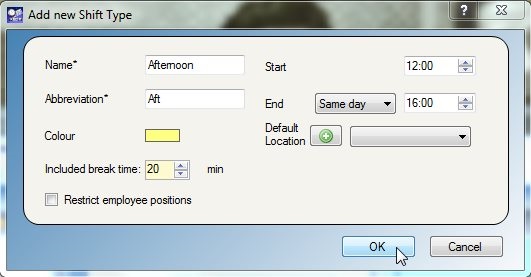 Add new Shift Type
?
Name* Afternoon Start 12:00
Abbreviation* Aft End Same day 16:00
Colour Default
Location
Included break time: 20 min
Restrict employee positions
OK Cancel